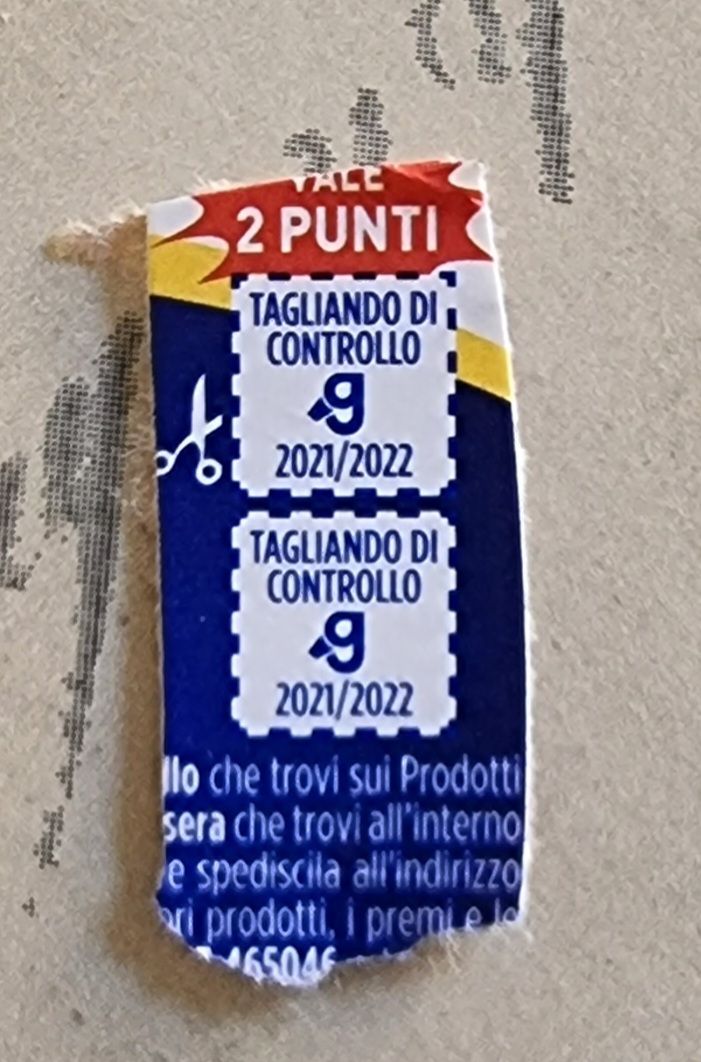 VALE
2 PUNTI
TAGLIANDO DI
CONTROLLO
g
2021/2022
TAGLIANDO DI
CONTROLLO
g
2021/2022
llo che trovi sui Prodotti
sera che trovi all'interno
e spediscila all'indirizzo
ri prodotti, i premi e le
465046